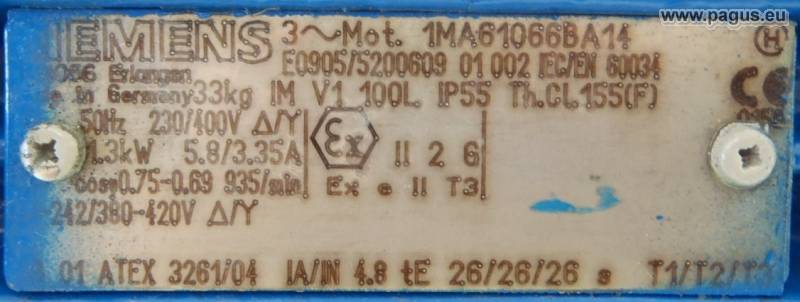 www.pagus.eu
SIEMENS 3~Mot. 1MA61066BA14
Erlangen E0905/5200609 01 002 IEC/EN 60034
in Germany 33kg IM V1 100L IP55 Th.Cl.155(F)
50Hz 230/400V Δ/Y
1.3kW 5.8/3.35A Ex II 2 G
cosφ0.75-0.69 935/min Ex e II T3
-242/380-420V Δ/Y
01 ATEX 3261/04 IA/IN 4.8 tE 26/26/26 s T1/T2/T3